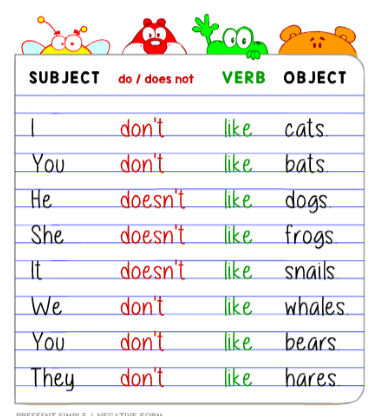 SUBJECT do / does not VERB OBJECT
I don't like cats.
You don't like bats.
He doesn't like dogs.
She doesn't like frogs.
It doesn't like snails.
We don't like whales.
You don't like bears.
They don't like hares.
PRESENT SIMPLE | NEGATIVE FORM